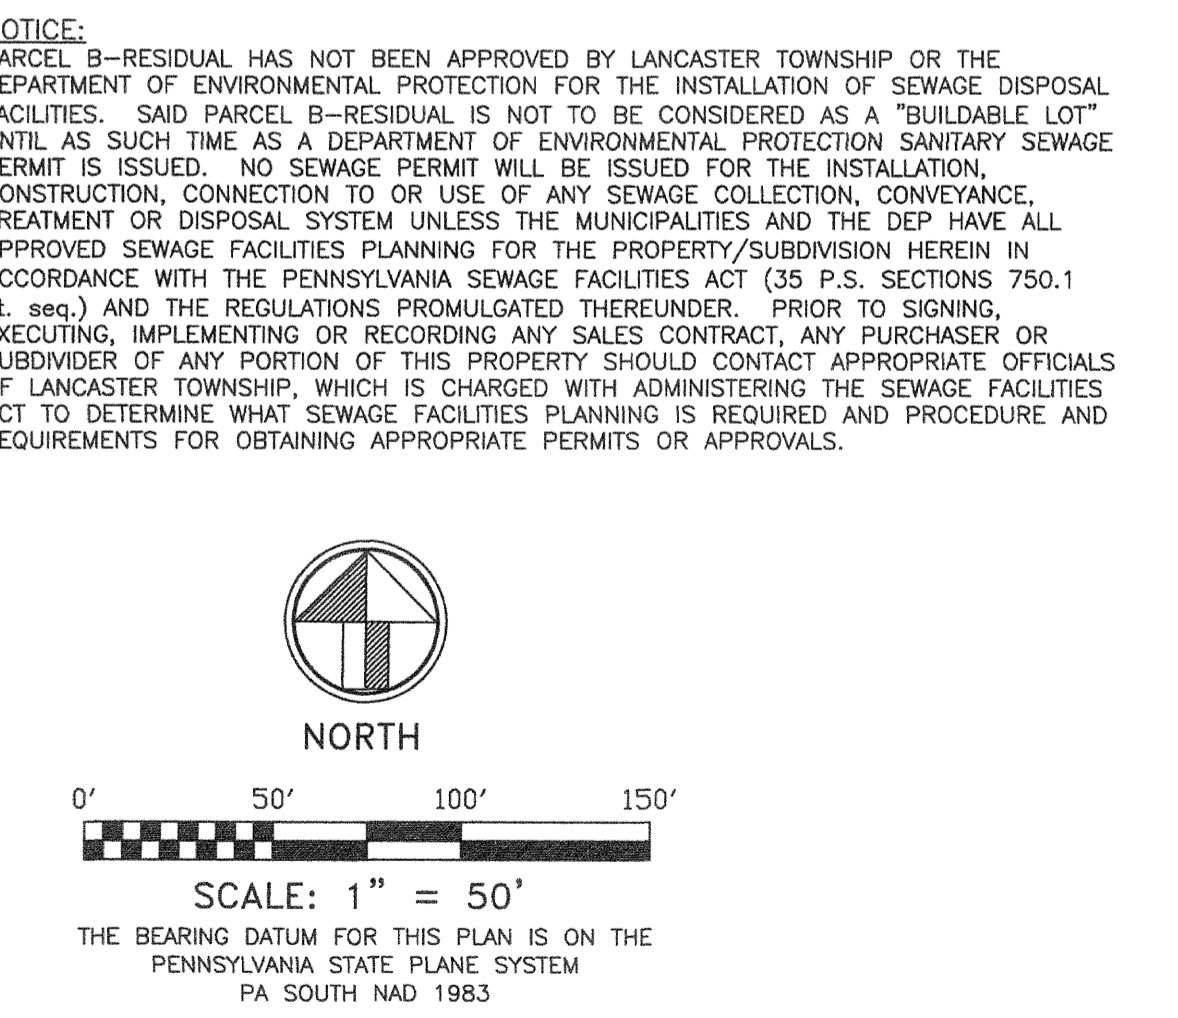 OTICE:
ARCEL B-RESIDUAL HAS NOT BEEN APPROVED BY LANCASTER TOWNSHIP OR THE
EPARTMENT OF ENVIRONMENTAL PROTECTION FOR THE INSTALLATION OF SEWAGE DISPOSAL
ACILITIES. SAID PARCEL B-RESIDUAL IS NOT TO BE CONSIDERED AS A "BUILDABLE LOT"
NTIL AS SUCH TIME AS A DEPARTMENT OF ENVIRONMENTAL PROTECTION SANITARY SEWAGE
ERMIT IS ISSUED. NO SEWAGE PERMIT WILL BE ISSUED FOR THE INSTALLATION,
ONSTRUCTION, CONNECTION TO OR USE OF ANY SEWAGE COLLECTION, CONVEYANCE,
REATMENT OR DISPOSAL SYSTEM UNLESS THE MUNICIPALITIES AND THE DEP HAVE ALL
PPROVED SEWAGE FACILITIES PLANNING FOR THE PROPERTY/SUBDIVISION HEREIN IN
CCORDANCE WITH THE PENNSYLVANIA SEWAGE FACILITIES ACT (35 P.S. SECTIONS 750.1
t. seq.) AND THE REGULATIONS PROMULGATED THEREUNDER. PRIOR TO SIGNING,
XECUTING, IMPLEMENTING OR RECORDING ANY SALES CONTRACT, ANY PURCHASER OR
UBDIVIDER OF ANY PORTION OF THIS PROPERTY SHOULD CONTACT APPROPRIATE OFFICIALS
F LANCASTER TOWNSHIP, WHICH IS CHARGED WITH ADMINISTERING THE SEWAGE FACILITIES
CT TO DETERMINE WHAT SEWAGE FACILITIES PLANNING IS REQUIRED AND PROCEDURE AND
EQUIREMENTS FOR OBTAINING APPROPRIATE PERMITS OR APPROVALS.
NORTH
0' 50' 100' 150'
SCALE: 1" = 50'
THE BEARING DATUM FOR THIS PLAN IS ON THE
PENNSYLVANIA STATE PLANE SYSTEM
PA SOUTH NAD 1983